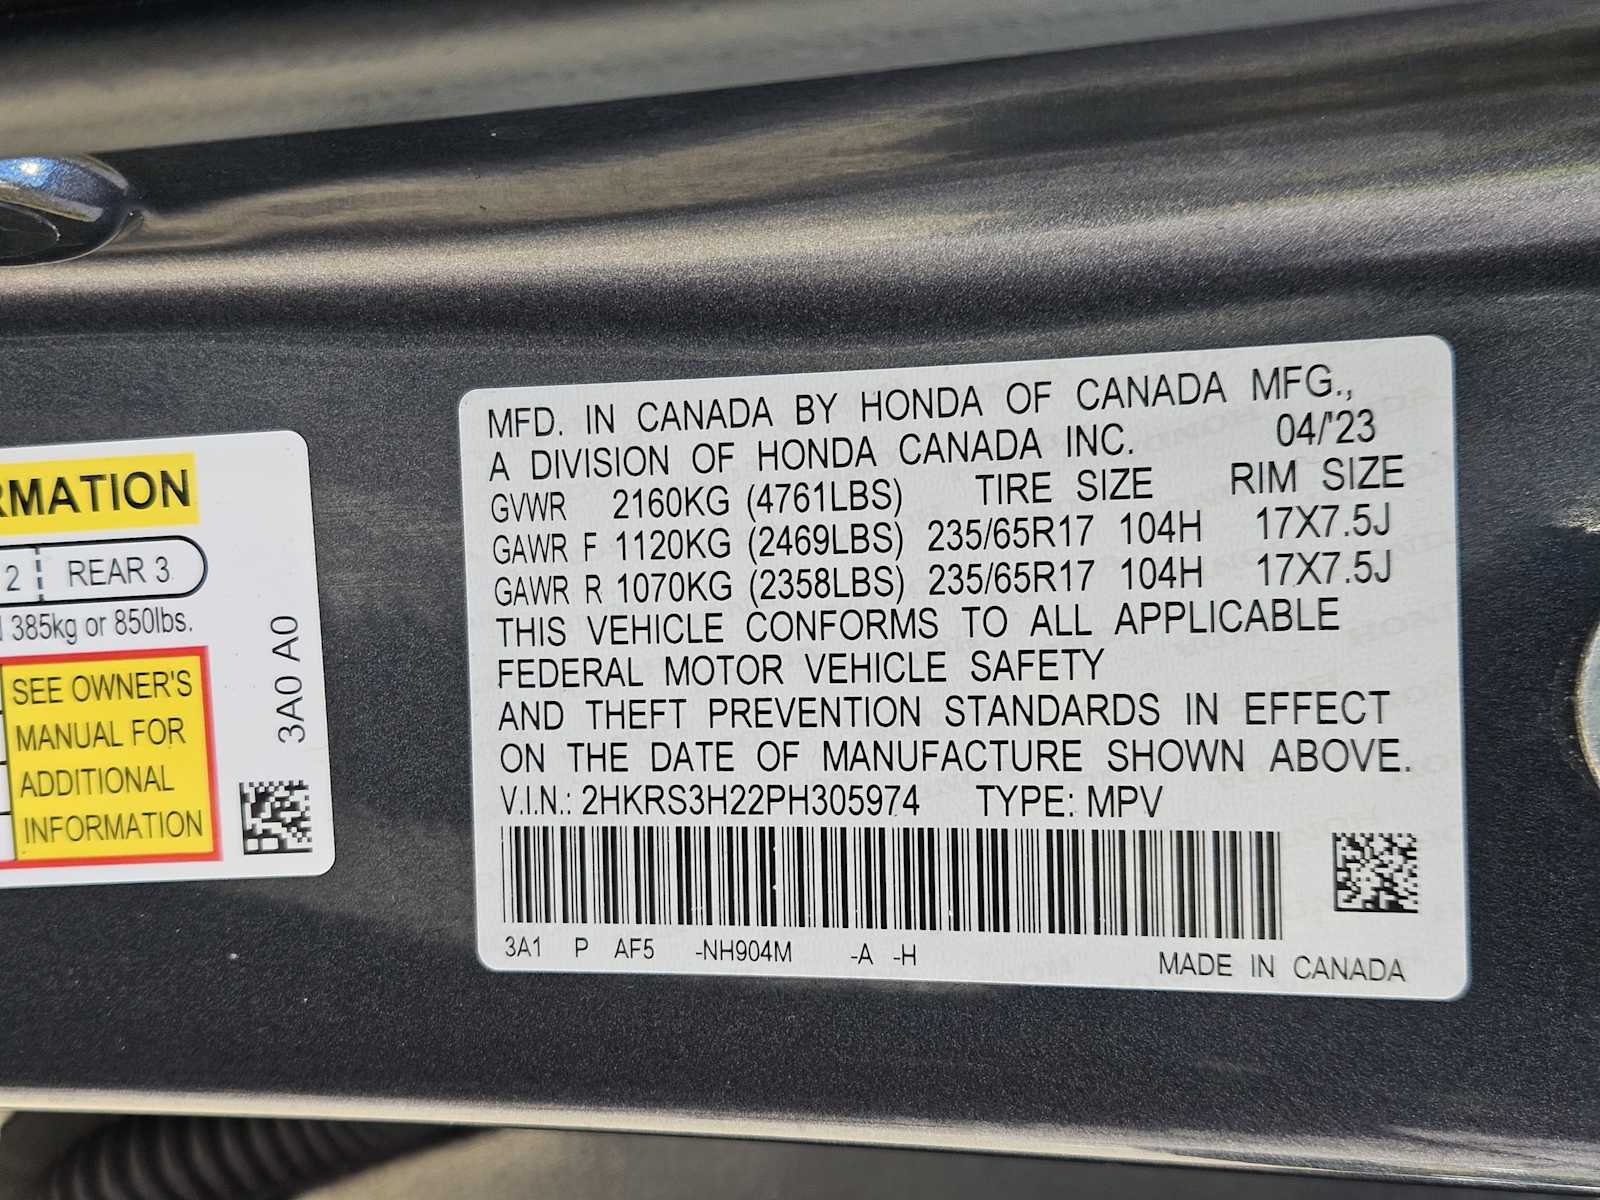 RMATION
2 REAR 3
385kg or 850lbs.
SEE OWNER'S
MANUAL FOR
ADDITIONAL
INFORMATION
3A0 A0
MFD. IN CANADA BY HONDA OF CANADA MFG.,
A DIVISION OF HONDA CANADA INC. 04/'23
GVWR 2160KG (4761LBS) TIRE SIZE RIM SIZE
GAWR F 1120KG (2469LBS) 235/65R17 104H 17X7.5J
GAWR R 1070KG (2358LBS) 235/65R17 104H 17X7.5J
THIS VEHICLE CONFORMS TO ALL APPLICABLE
FEDERAL MOTOR VEHICLE SAFETY
AND THEFT PREVENTION STANDARDS IN EFFECT
ON THE DATE OF MANUFACTURE SHOWN ABOVE.
V.I.N.: 2HKRS3H22PH305974 TYPE: MPV
3A1 P AF5 -NH904M -A -H
MADE IN CANADA